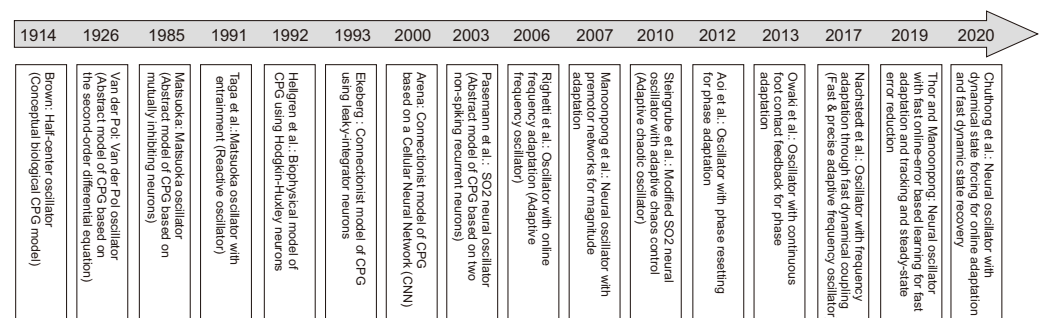 1914 1926 1985 1991 1992 1993 2000 2003 2006 2007 2010 2012 2013 2017 2019 2020
Brown: Half-center oscillator
(Conceptual biological CPG model)
Van der Pol: Van der Pol oscillator
(Abstract model of CPG based on
the second-order differential equation)
Matsuoka: Matsuoka oscillator
(Abstract model of CPG based on
mutually inhibiting neurons)
Taga et al.:Matsuoka oscillator with
entrainment (Reactive oscillator)
Hellgren et al.: Biophysical model of
CPG using Hodgkin-Huxley neurons
Ekeberg : Connectionist model of CPG
using leaky-integrator neurons
Arena: Connectionist model of CPG
based on a Cellular Neural Network (CNN)
Pasemann et al.: SO2 neural oscillator
(Abstract model of CPG based on two
non-spiking recurrent neurons)
Righetti et al.: Oscillator with online
frequency adaptation (Adaptive
frequency oscillator)
Manoonpong et al.: Neural oscillator with
premotor networks for magnitude
adaptation
Steingrube et al.: Modified SO2 neural
oscillator with adaptive chaos control
(Adaptive chaotic oscillator)
Aoi et al.: Oscillator with phase resetting
for phase adaptation
Owaki et al.: Oscillator with continuous
foot contact feedback for phase
adaptation
Nachstedt et al.: Oscillator with frequency
adaptation through fast dynamical coupling
(Fast & precise adaptive frequency oscillator)
Thor and Manoonpong: Neural oscillator
with fast online-error based learning for fast
adaptation and tracking and steady-state
error reduction
Chuthong et al.: Neural oscillator with
dynamical state forcing for online adaptation
and fast dynamic state recovery